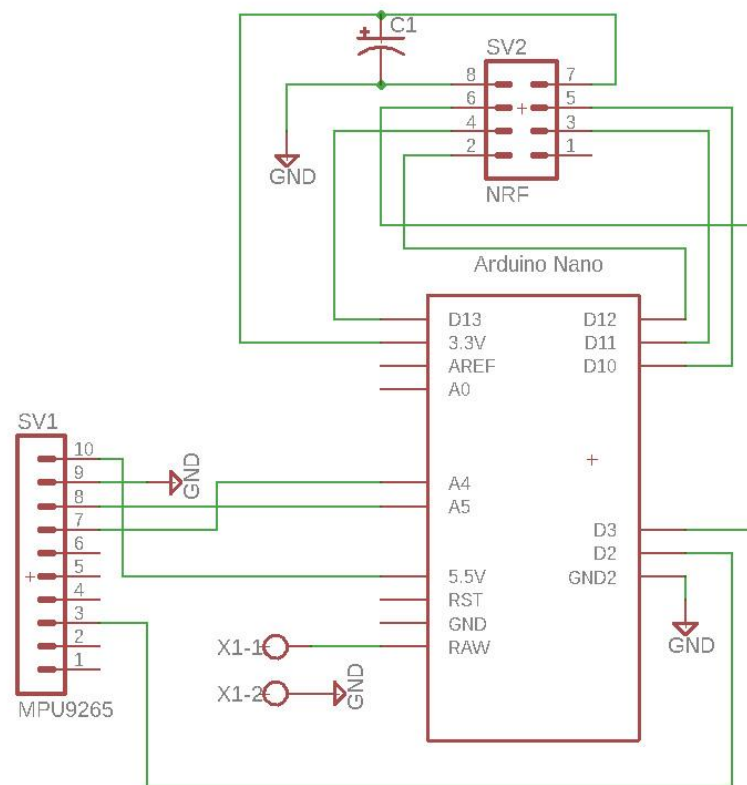 C1
+
SV2
8 7
6 5
4 3
2 1
GND
NRF
Arduino Nano
D13 D12
3.3V D11
AREF D10
A0
SV1
10
9
8
7
6
5
4
3
2
1
MPU9265
GND
A4
A5
D3
D2
5.5V GND2
RST
GND
RAW
GND
X1-1
X1-2
GND